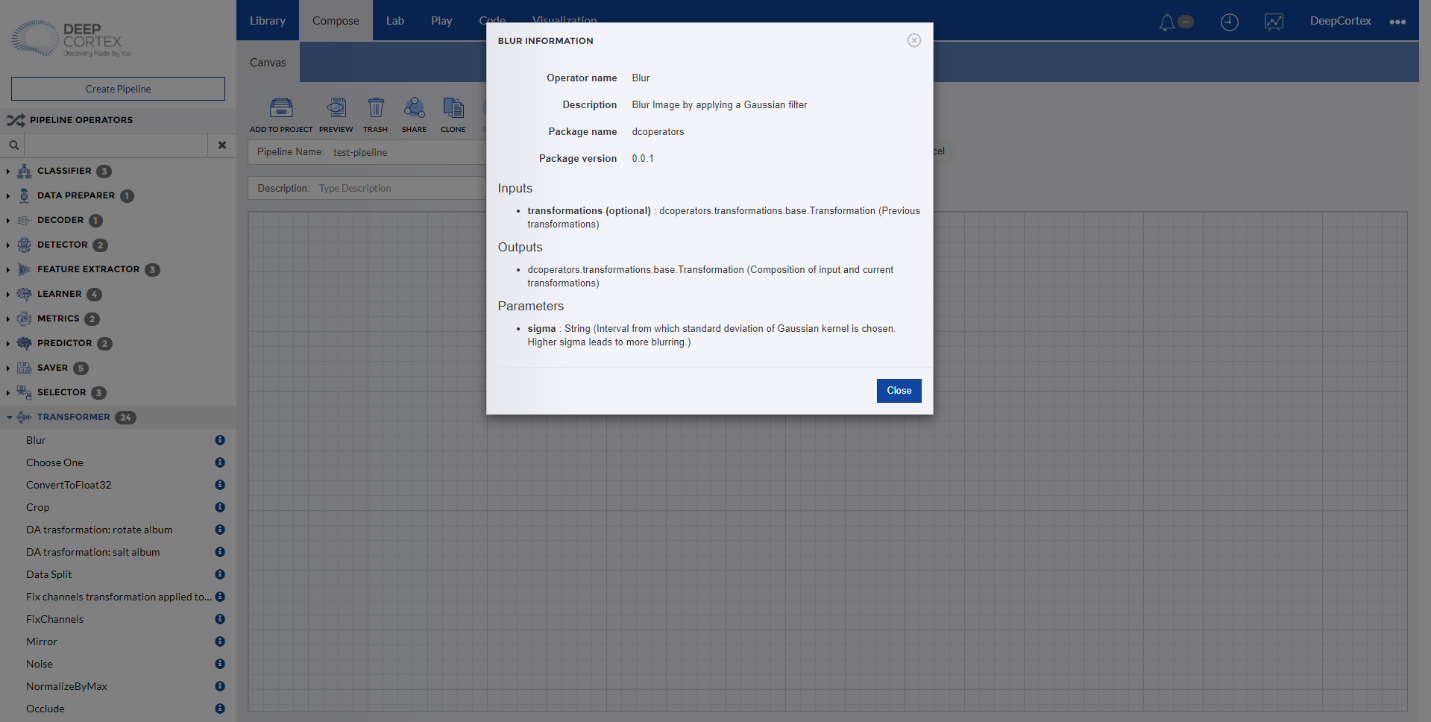 DEEP
CORTEX
Discovery Made by You
Create Pipeline
PIPELINE OPERATORS
CLASSIFIER 3
DATA PREPARER 1
DECODER 1
DETECTOR 2
FEATURE EXTRACTOR 3
LEARNER 4
METRICS 2
PREDICTOR 2
SAVER 5
SELECTOR 3
TRANSFORMER 24
Blur
Choose One
ConvertToFloat32
Crop
DA trasformation: rotate album
DA trasformation: salt album
Data Split
Fix channels transformation applied to...
FixChannels
Mirror
Noise
NormalizeByMax
Occlude
Library Compose Lab Play Code Visualization DeepCortex
Canvas
ADD TO PROJECT PREVIEW TRASH SHARE CLONE
Pipeline Name: test-pipeline
cel
Description: Type Description
BLUR INFORMATION
Operator name Blur
Description Blur Image by applying a Gaussian filter
Package name dcoperators
Package version 0.0.1
Inputs
• transformations (optional) : dcoperators.transformations.base.Transformation (Previous
transformations)
Outputs
• dcoperators.transformations.base.Transformation (Composition of input and current
transformations)
Parameters
• sigma : String (Interval from which standard deviation of Gaussian kernel is chosen.
Higher sigma leads to more blurring.)
Close